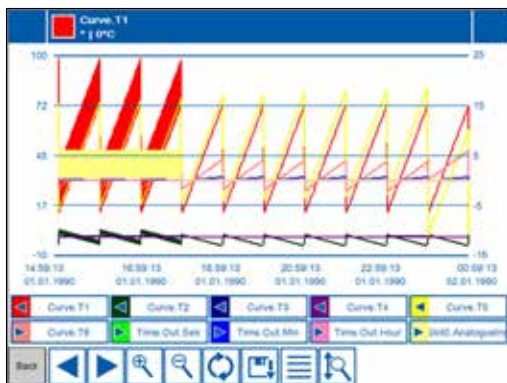 Curve.T1
* | 0°C
100
25
72
15
45
5
17
-5
-10
-15
14:59:13
16:59:13
18:59:13
20:59:13
22:59:13
00:59:13
01.01.1990
01.01.1990
01.01.1990
01.01.1990
01.01.1990
02.01.1990
Curve.T1
Curve.T2
Curve.T3
Curve.T4
Curve.T5
Curve.T6
Time.Out.Sek
Time.Out.Min
Time.Out.Hour
Back